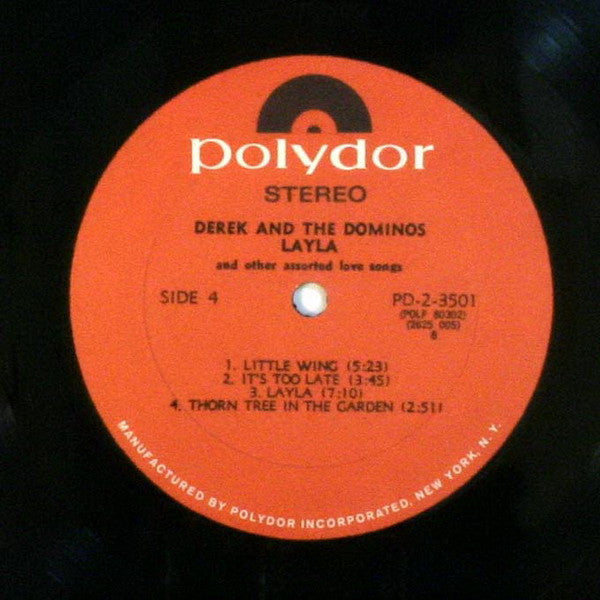 polydor
STEREO
DEREK AND THE DOMINOS
LAYLA
and other assorted love songs
SIDE 4
PD-2-3501
(POLF 80302)
(2625 005)
8
1. LITTLE WING (5:23)
2. IT'S TOO LATE (3:45)
3. LAYLA (7:10)
4. THORN TREE IN THE GARDEN (2:51)
MANUFACTURED BY POLYDOR INCORPORATED, NEW YORK, N.Y.